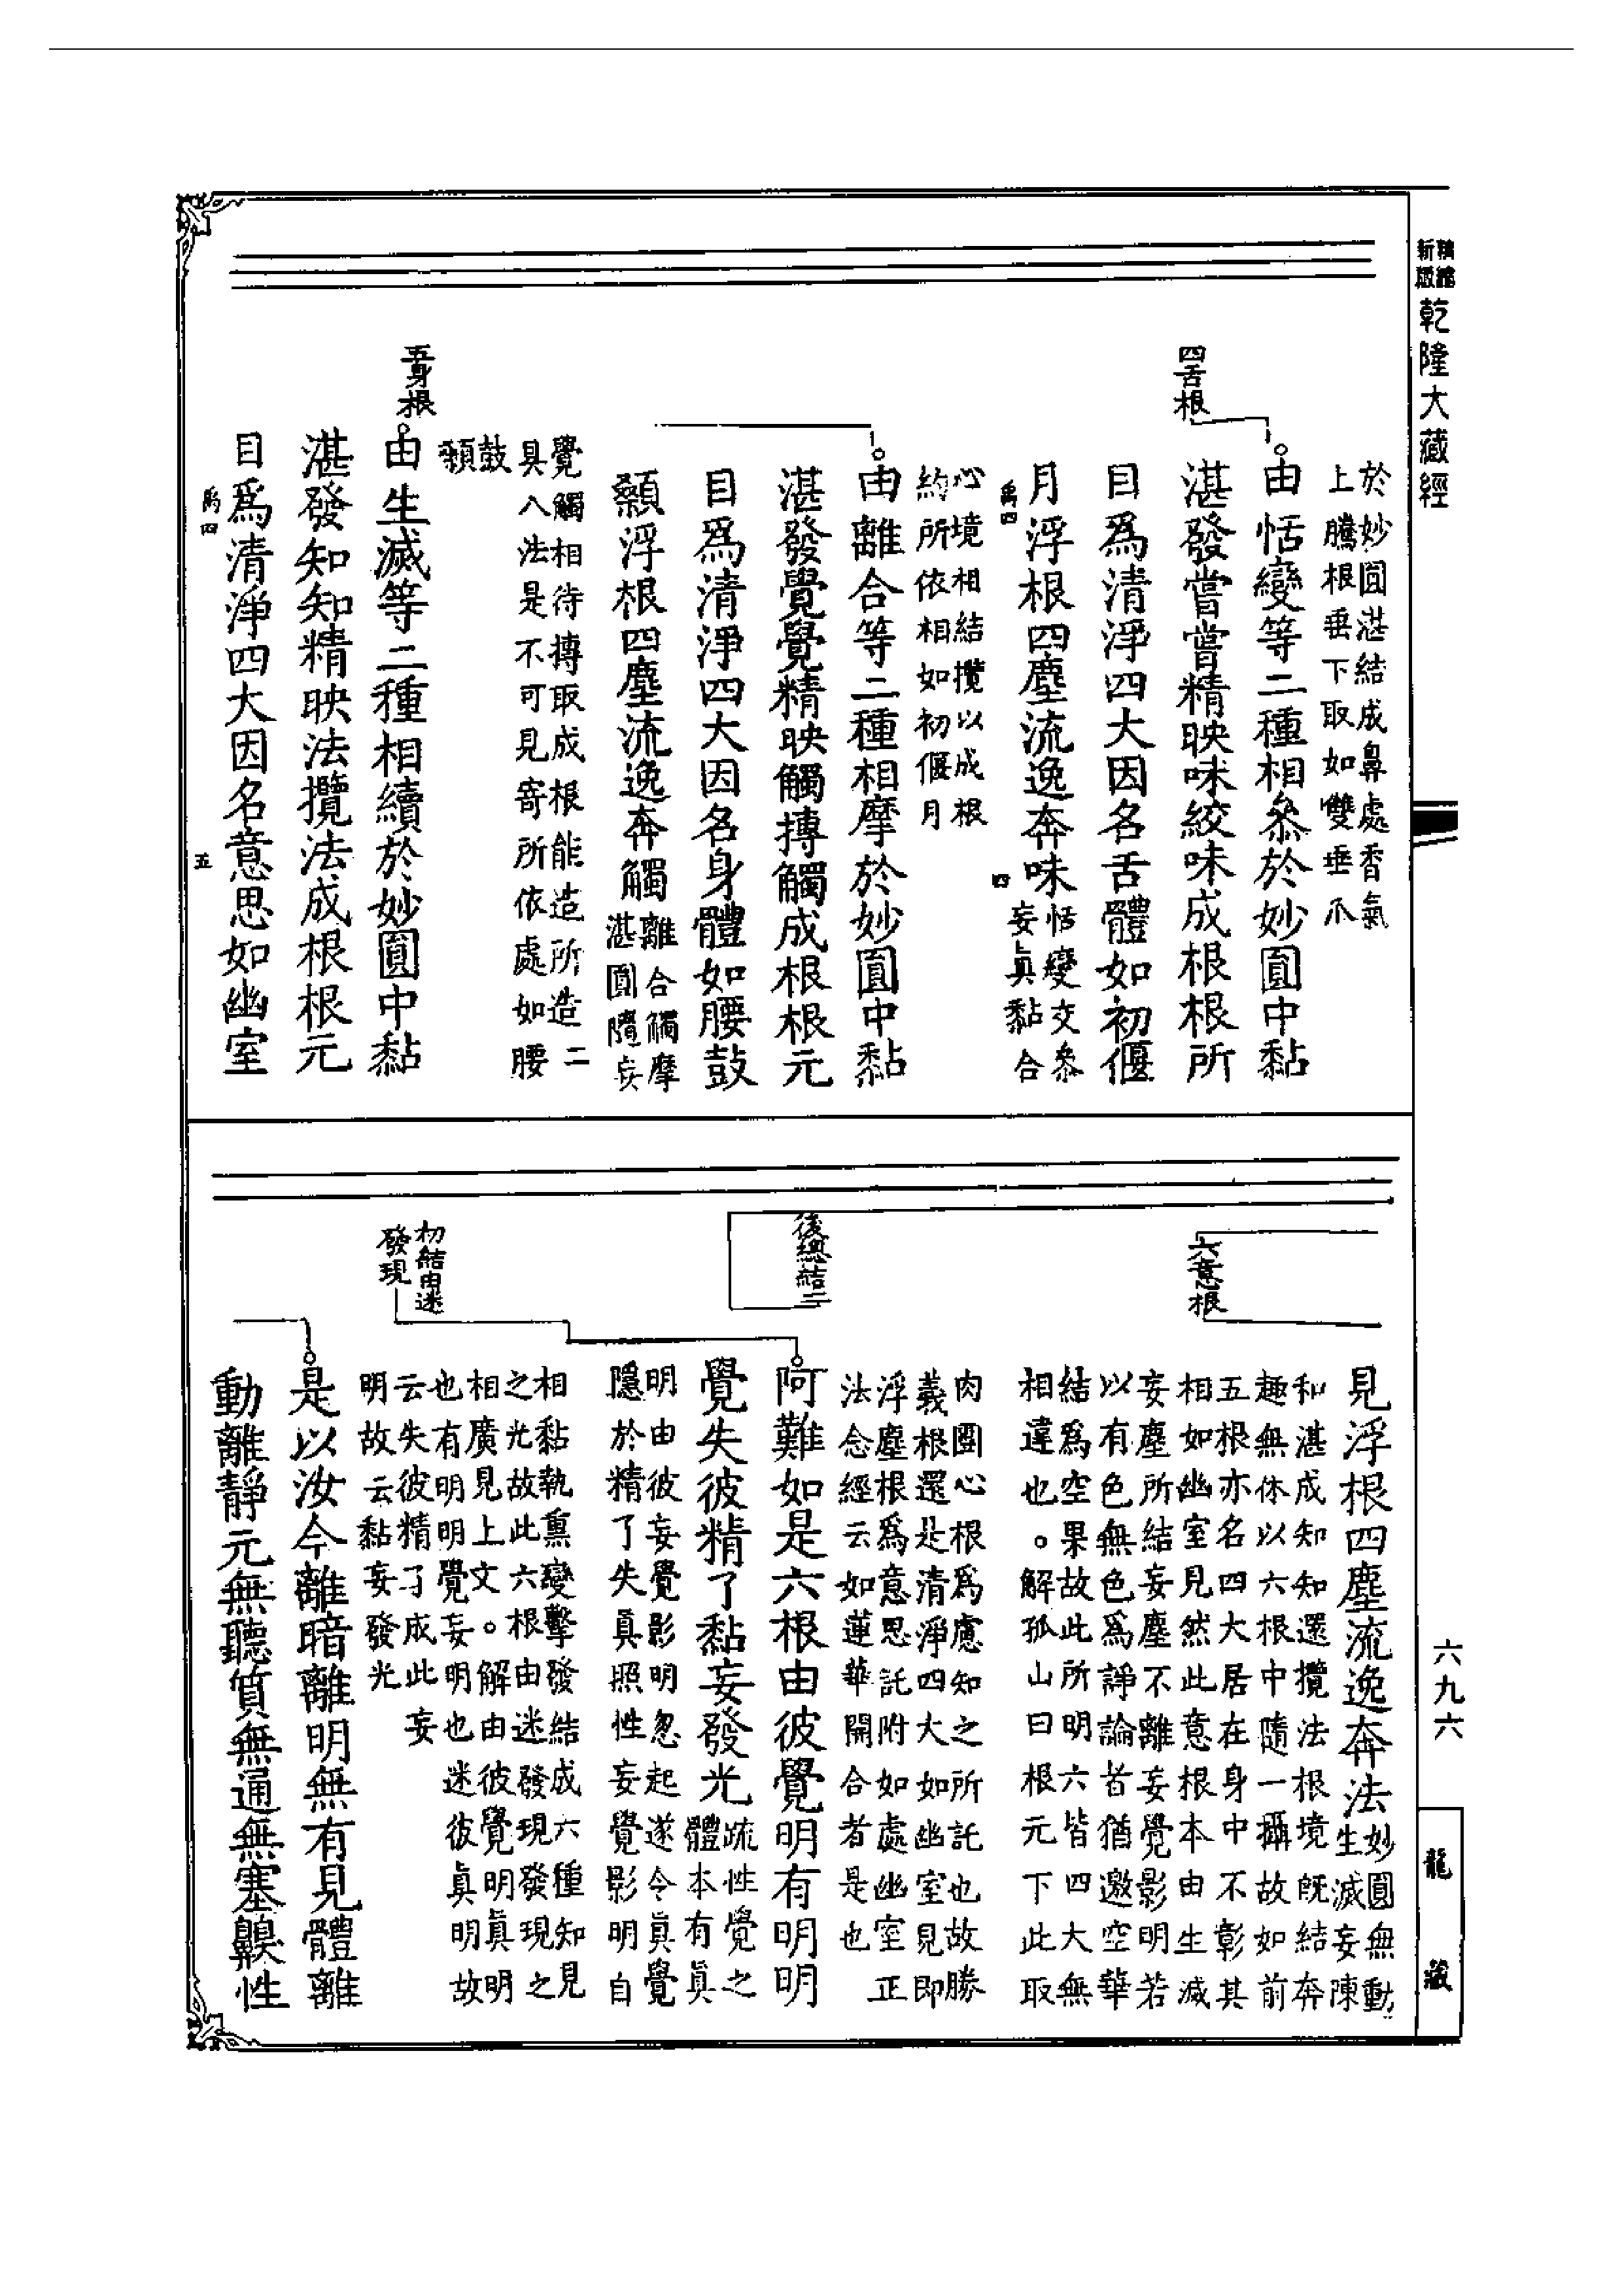 精縮
新版
乾隆大藏經
於妙圓湛結成鼻處香氣
上騰根垂下取如雙垂爪
四舌根
由恬變等二種相叅於妙圓中黏
湛發嘗嘗精映味絞味成根根所
目爲清淨四大因名舌體如初偃
月浮根四塵流逸奔味
恬變交叅
妄真黏合
四
心境相結攬以成根
約所依相如初偃月
由離合等二種相摩於妙圓中黏
湛發覺覺精映觸摶觸成根根元
目爲清淨四大因名身體如腰鼓
顙浮根四塵流逸奔觸
離合觸摩
湛圓隨妄
覺觸相待摶取成根能造所造二
具八法是不可見寄所依處如腰
鼓
顙
五身根
由生滅等二種相續於妙圓中黏
湛發知知精映法攬法成根根元
目爲清淨四大因名意思如幽室
五
六意根
見浮根四塵流逸奔法
妙圓無動
生滅妄陳
和湛成知知還攬法根境旣結奔
趣無体以六根中隨一攝故如前
五根亦名四大居在身中不彰其
相如幽室見然此意根本由生滅
妄塵所結妄塵不離妄覺影明若
以有色無色爲諍論者猶邀空華
結爲空果故此所明六皆四大無
相違也。解孤山曰根元下此取
肉團心根爲慮知之所託也故勝
義根還是清淨四大如幽室見即
浮塵根爲意思託附如處幽室正
法念經云如蓮華開合者是也
後總結二
初結由迷
發現
阿難如是六根由彼覺明有明明
覺失彼精了黏妄發光
疏性覺之
體本有真
明由彼妄覺影明忽起遂令真覺
隱於精了失真照性妄覺影明自
相黏執熏變擊發結成六種知見
之光故此六根由迷發現發現之
相廣見上文。解由彼覺明真明
也有明明覺妄明也迷彼真明故
云失彼精了成此妄
明故云黏妄發光
是以汝今離暗離明無有見體離
動離靜元無聽質無通無塞齅性
六九六
龍藏